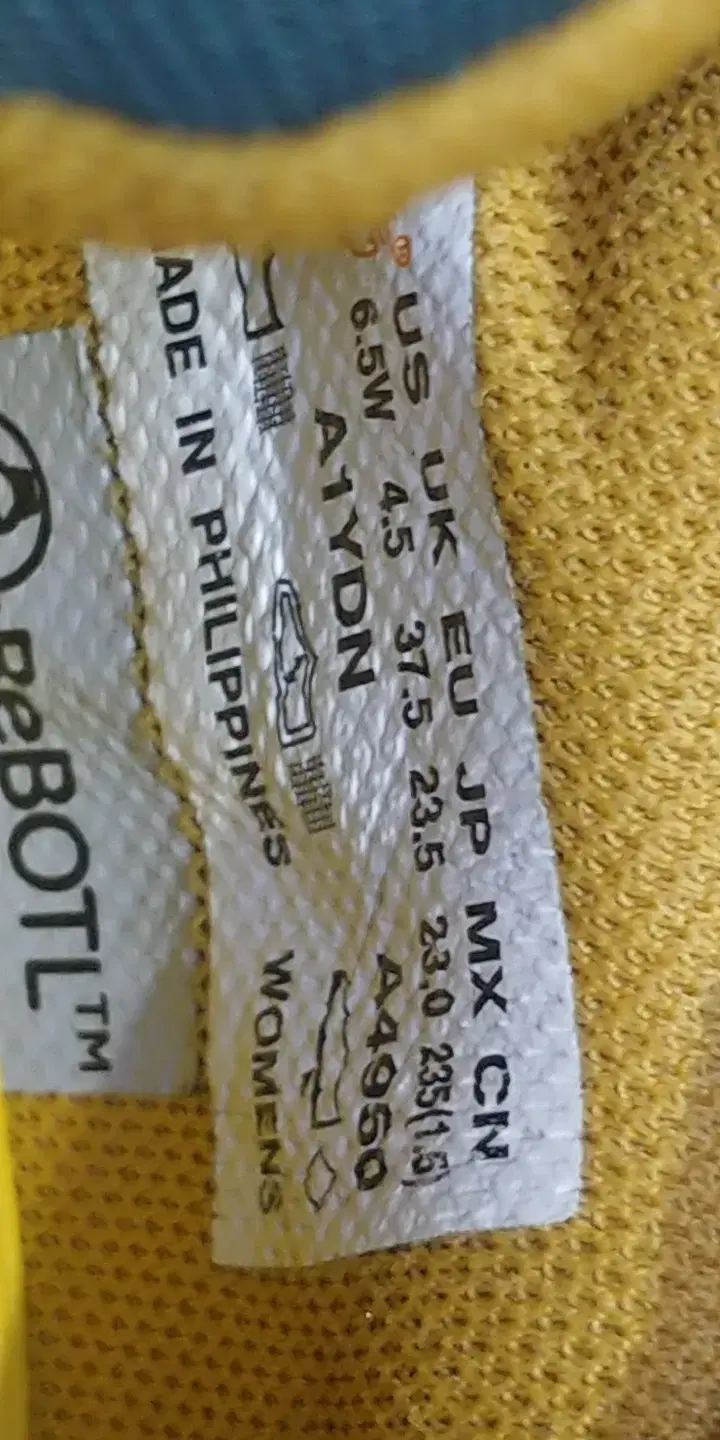 US UK EU JP MX CN
6.5W 4.5 37.5 23.5 23.0 235(1.5)
A1YDN A4950
MADE IN PHILIPPINES WOMENS
ReBOTL™